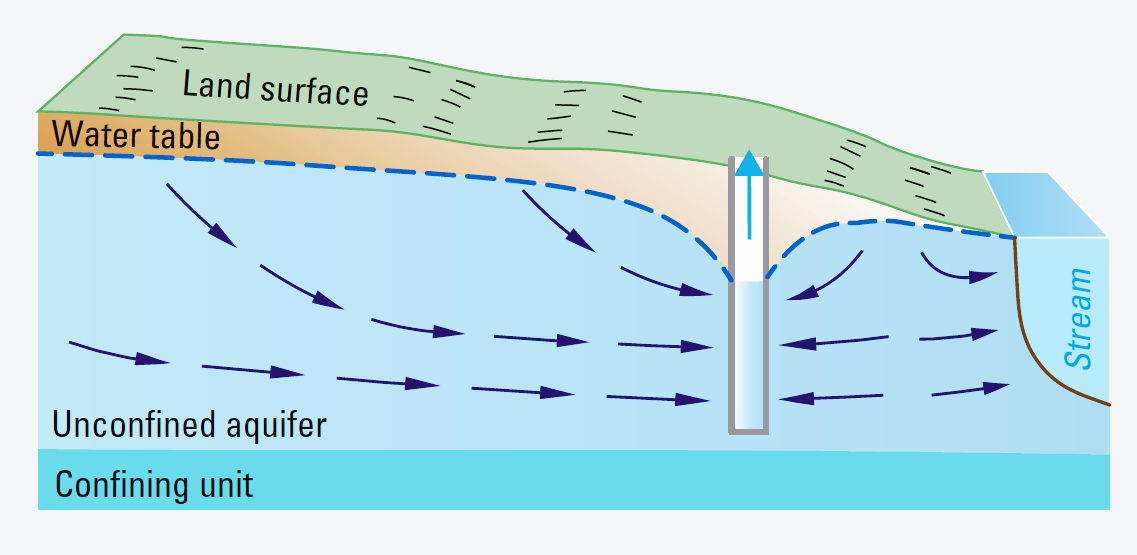 Land surface
Water table
Stream
Unconfined aquifer
Confining unit